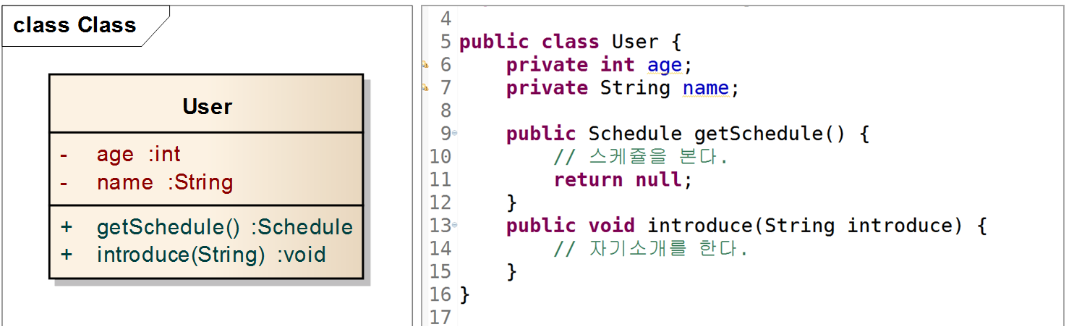 class Class
User
- age :int
- name :String
+ getSchedule() :Schedule
+ introduce(String) :void
4
5 public class User {
6 private int age;
7 private String name;
8
9 public Schedule getSchedule() {
10 // 스케쥴을 본다.
11 return null;
12 }
13 public void introduce(String introduce) {
14 // 자기소개를 한다.
15 }
16 }
17